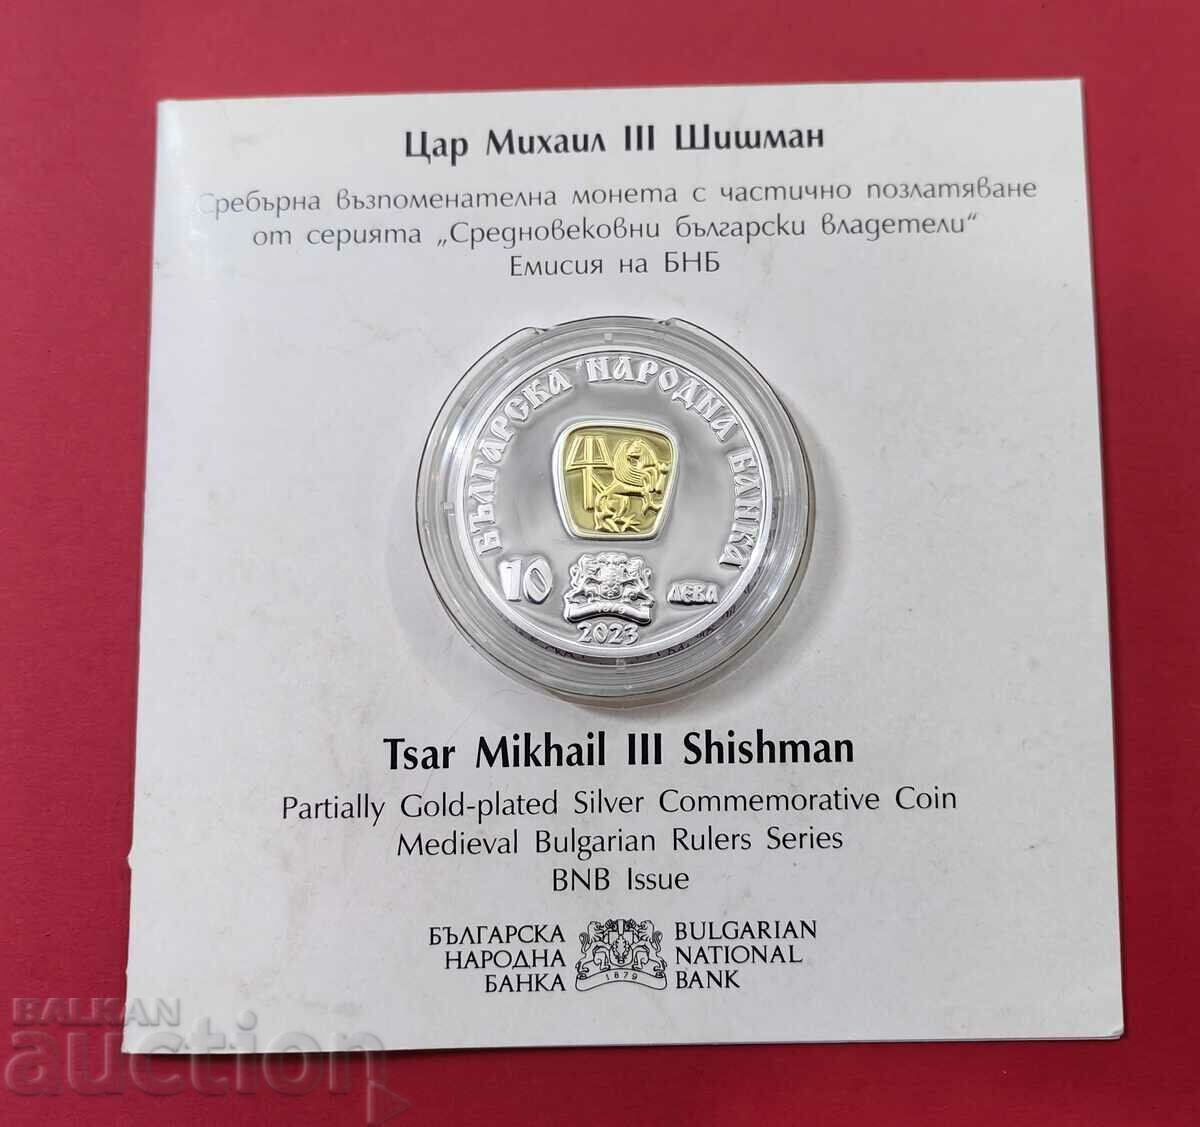 Цар Михаил III Шишман
Сребърна възпоменателна монета с частично позлатяване
от серията „Средновековни български владетели“
Емисия на БНБ
БЪЛГАРСКА НАРОДНА БАНКА
10 ЛЕВА
1879
2023
Tsar Mikhail III Shishman
Partially Gold-plated Silver Commemorative Coin
Medieval Bulgarian Rulers Series
BNB Issue
БЪЛГАРСКА
НАРОДНА
БАНКА
1879
BULGARIAN
NATIONAL
BANK
BALKAN
auction